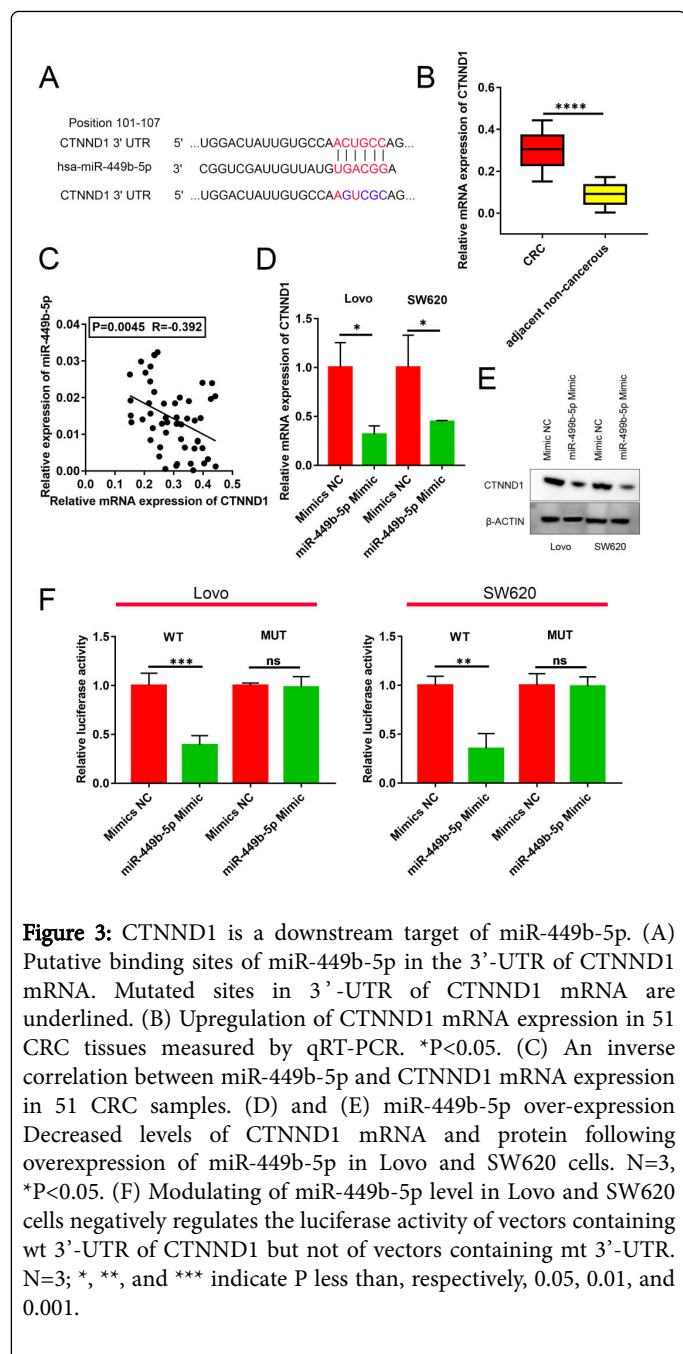 A
Position 101-107
CTNND1 3' UTR 5' ...UGGACUAUUGUGCCAACUGCCAG...
hsa-miR-449b-5p 3' CGGUCGAUUGUUAUGUGACGGA
CTNND1 3' UTR 5' ...UGGACUAUUGUGCCAAGUCGCAG...
B
Relative mRNA expression of CTNND1
0.6
0.4
0.2
0.0
****
CRC
adjacent non-cancerous
C
Relative expression of miR-449b-5p
P=0.0045 R=-0.392
0.04
0.03
0.02
0.01
0.00
0.0 0.1 0.2 0.3 0.4 0.5
Relative mRNA expression of CTNND1
D
Relative mRNA expression of CTNND1
Lovo SW620
* *
1.5
1.0
0.5
0.0
Mimics NC
miR-449b-5p Mimic
Mimics NC
miR-449b-5p Mimic
E
Mimic NC
miR-499b-5p Mimic
Mimic NC
miR-499b-5p Mimic
CTNND1
β-ACTIN
Lovo SW620
F
Lovo
Relative luciferase activity
WT MUT
*** ns
1.5
1.0
0.5
0.0
Mimics NC
miR-449b-5p Mimic
Mimics NC
miR-449b-5p Mimic
SW620
Relative luciferase activity
WT MUT
** ns
1.5
1.0
0.5
0.0
Mimics NC
miR-449b-5p Mimic
Mimics NC
miR-449b-5p Mimic
Figure 3: CTNND1 is a downstream target of miR-449b-5p. (A)
Putative binding sites of miR-449b-5p in the 3’-UTR of CTNND1
mRNA. Mutated sites in 3’-UTR of CTNND1 mRNA are
underlined. (B) Upregulation of CTNND1 mRNA expression in 51
CRC tissues measured by qRT-PCR. *P<0.05. (C) An inverse
correlation between miR-449b-5p and CTNND1 mRNA expression
in 51 CRC samples. (D) and (E) miR-449b-5p over-expression
Decreased levels of CTNND1 mRNA and protein following
overexpression of miR-449b-5p in Lovo and SW620 cells. N=3,
*P<0.05. (F) Modulating of miR-449b-5p level in Lovo and SW620
cells negatively regulates the luciferase activity of vectors containing
wt 3’-UTR of CTNND1 but not of vectors containing mt 3’-UTR.
N=3; *, **, and *** indicate P less than, respectively, 0.05, 0.01, and
0.001.